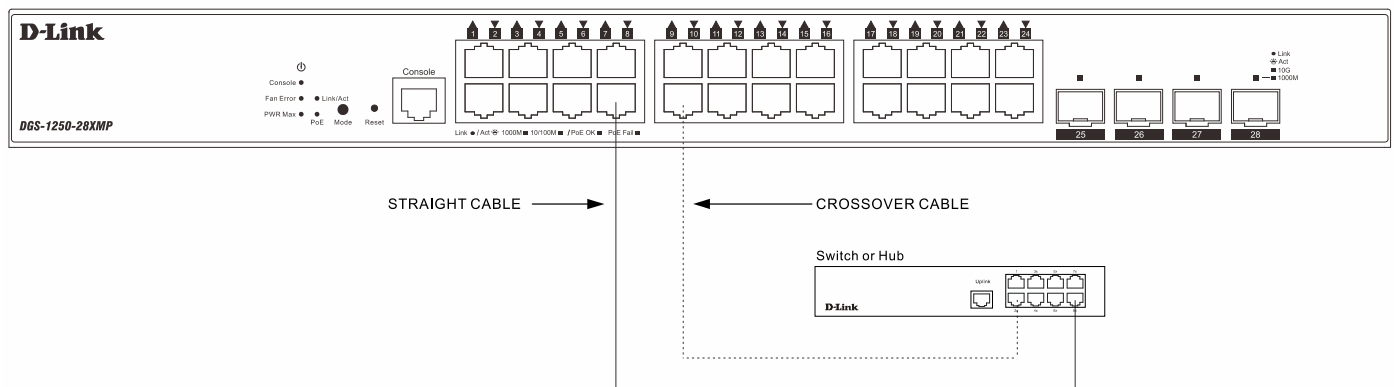 D-Link
1 2 3 4 5 6 7 8 9 10 11 12 13 14 15 16 17 18 19 20 21 22 23 24
Console
Console
Fan Error
Link/Act
PWR Max
PoE Mode Reset
Link
Act
10G
1000M
DGS-1250-28XMP
Link / Act 1000M 10/100M / PoE OK PoE Fail
25 26 27 28
STRAIGHT CABLE
CROSSOVER CABLE
Switch or Hub
Uplink
D-Link